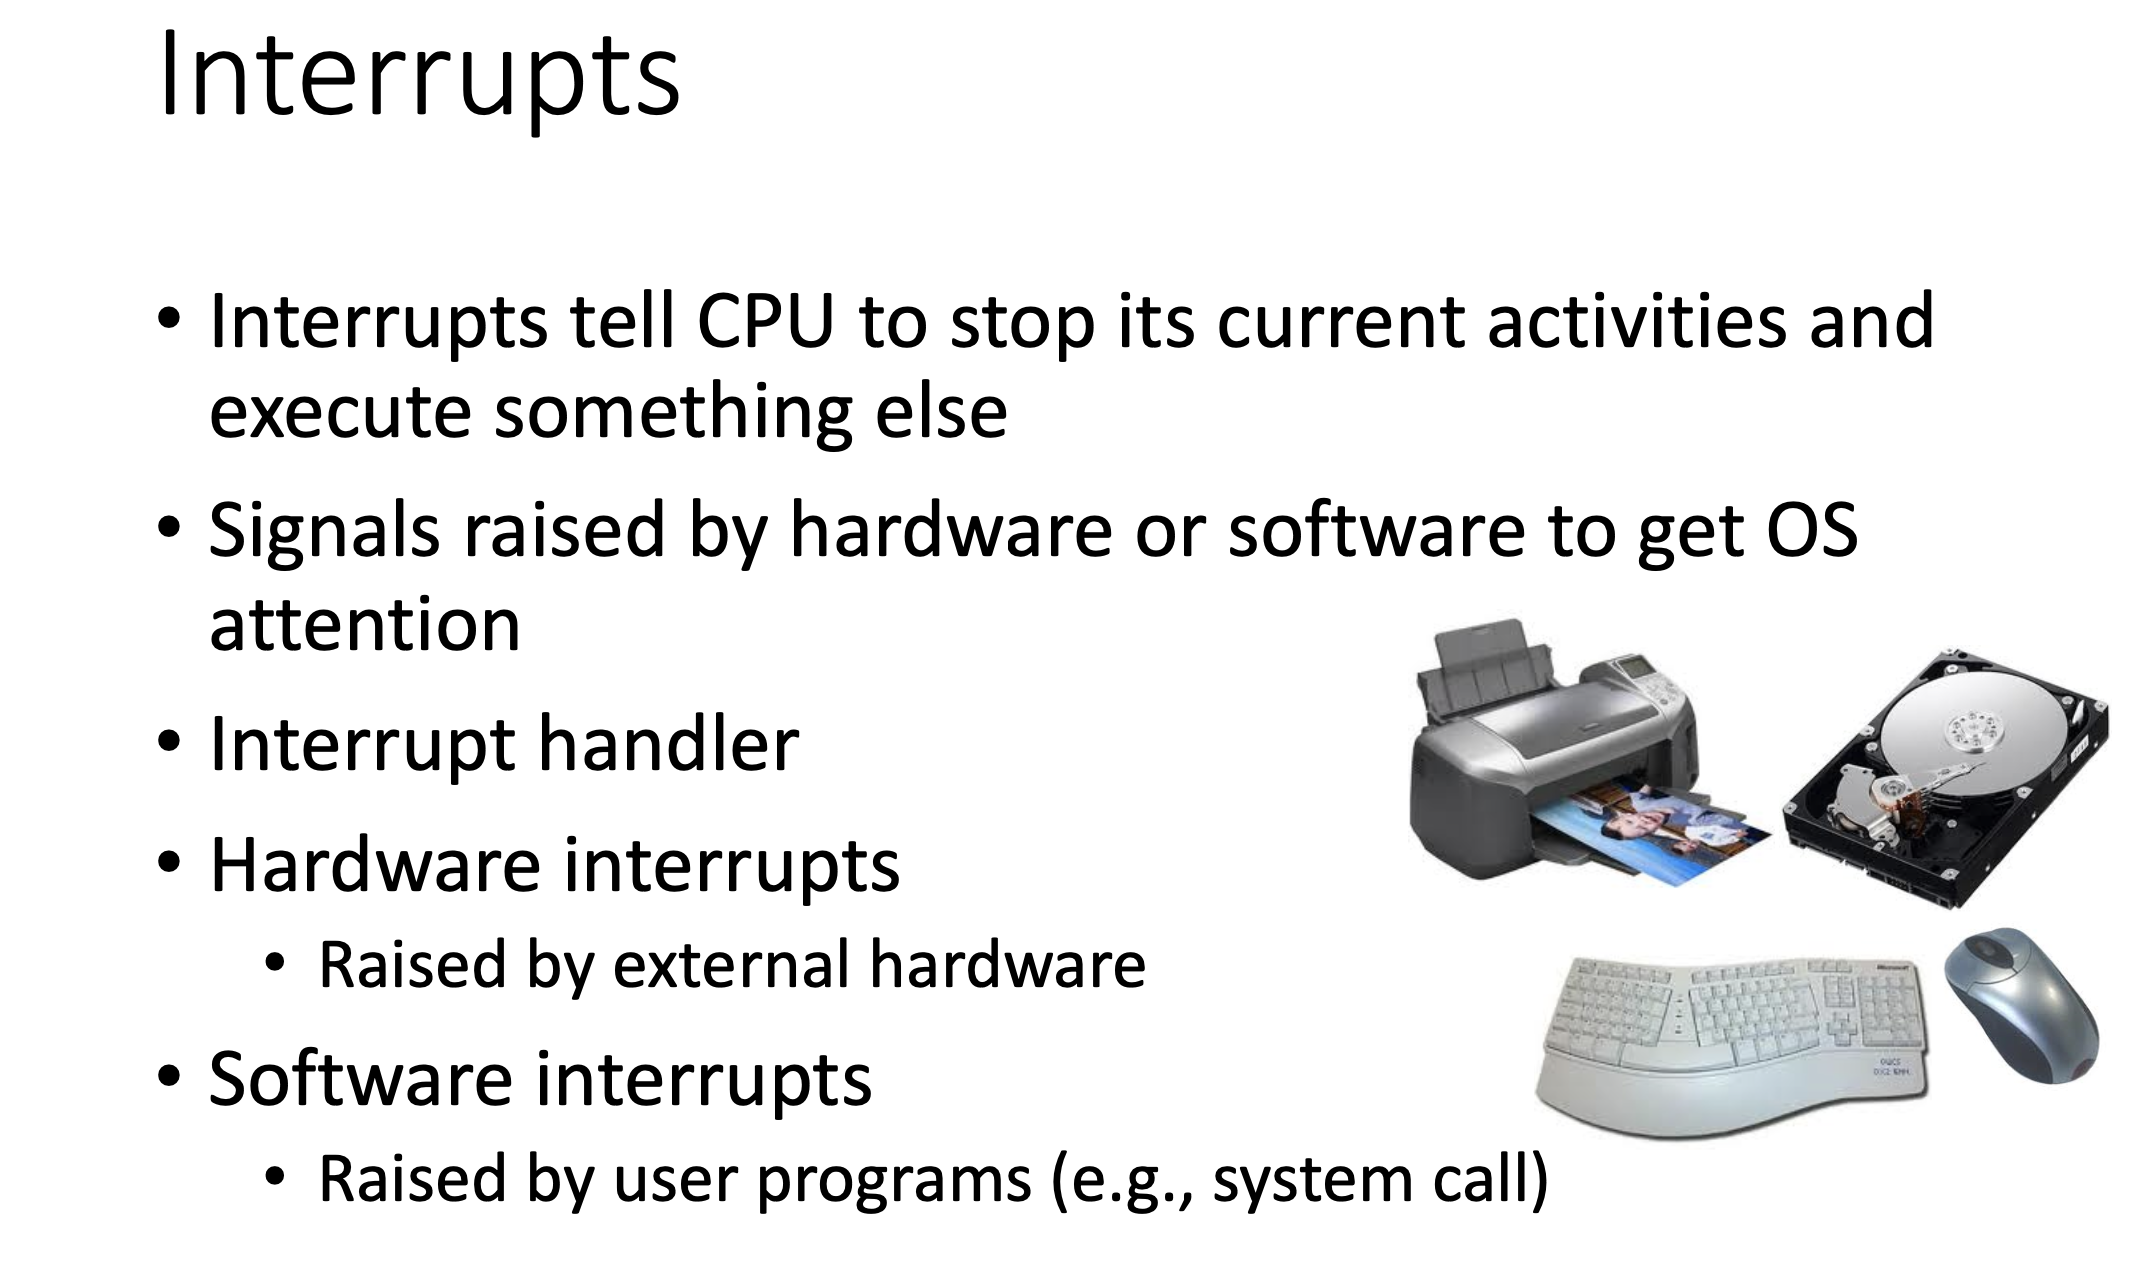 Interrupts
• Interrupts tell CPU to stop its current activities and
execute something else
• Signals raised by hardware or software to get OS
attention
• Interrupt handler
• Hardware interrupts
• Raised by external hardware
• Software interrupts
• Raised by user programs (e.g., system call)
Microsoft